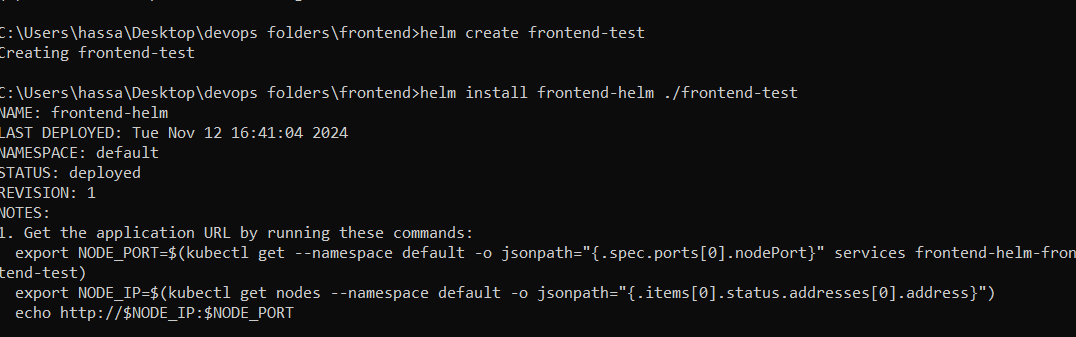 C:\Users\hassa\Desktop\devops folders\frontend>helm create frontend-test
Creating frontend-test
C:\Users\hassa\Desktop\devops folders\frontend>helm install frontend-helm ./frontend-test
NAME: frontend-helm
LAST DEPLOYED: Tue Nov 12 16:41:04 2024
NAMESPACE: default
STATUS: deployed
REVISION: 1
NOTES:
1. Get the application URL by running these commands:
  export NODE_PORT=$(kubectl get --namespace default -o jsonpath="{.spec.ports[0].nodePort}" services frontend-helm-fron
tend-test)
  export NODE_IP=$(kubectl get nodes --namespace default -o jsonpath="{.items[0].status.addresses[0].address}")
  echo http://$NODE_IP:$NODE_PORT